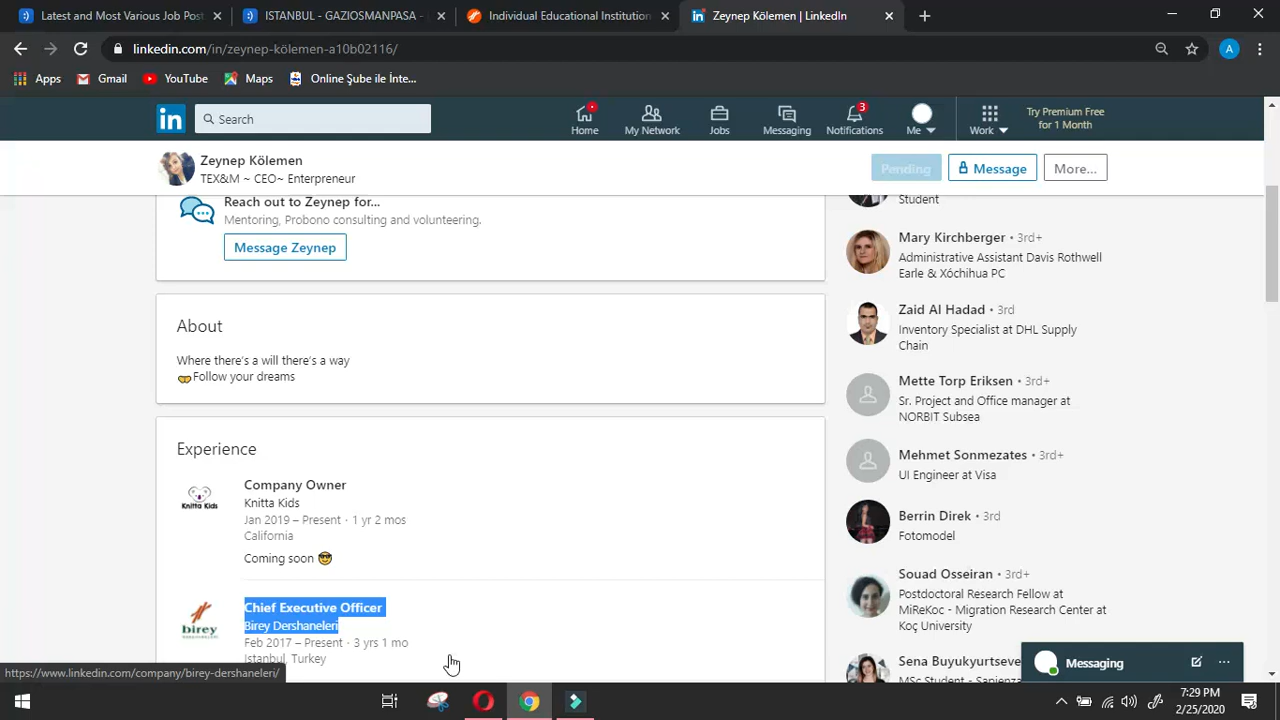 Latest and Most Various Job Post
ISTANBUL - GAZIOSMANPASA -
Individual Educational Institution
Zeynep Kölemen | LinkedIn
linkedin.com/in/zeynep-kölemen-a10b02116/
A
Apps
Gmail
YouTube
Maps
Online Şube ile İnte...
in
Search
Home
My Network
Jobs
Messaging
3
Notifications
Me
Work
Try Premium Free
for 1 Month
Zeynep Kölemen
TEX&M ~ CEO~ Enterpreneur
Pending
Message
More...
Reach out to Zeynep for...
Mentoring, Probono consulting and volunteering.
Message Zeynep
About
Where there's a will there's a way
Follow your dreams
Experience
Knitta Kids
Company Owner
Knitta Kids
Jan 2019 – Present · 1 yr 2 mos
California
Coming soon
birey
Chief Executive Officer
Birey Dershaneleri
Feb 2017 – Present · 3 yrs 1 mo
Istanbul, Turkey
Student
Mary Kirchberger • 3rd+
Administrative Assistant Davis Rothwell
Earle & Xóchihua PC
Zaid Al Hadad • 3rd
Inventory Specialist at DHL Supply
Chain
Mette Torp Eriksen • 3rd+
Sr. Project and Office manager at
NORBIT Subsea
Mehmet Sonmezates • 3rd+
UI Engineer at Visa
Berrin Direk • 3rd
Fotomodel
Souad Osseiran • 3rd+
Postdoctoral Research Fellow at
MiReKoc - Migration Research Center at
Koç University
Sena Buyukyurtseve
MSc Student - Sapienza
Messaging
https://www.linkedin.com/company/birey-dershaneleri/
7:29 PM
2/25/2020